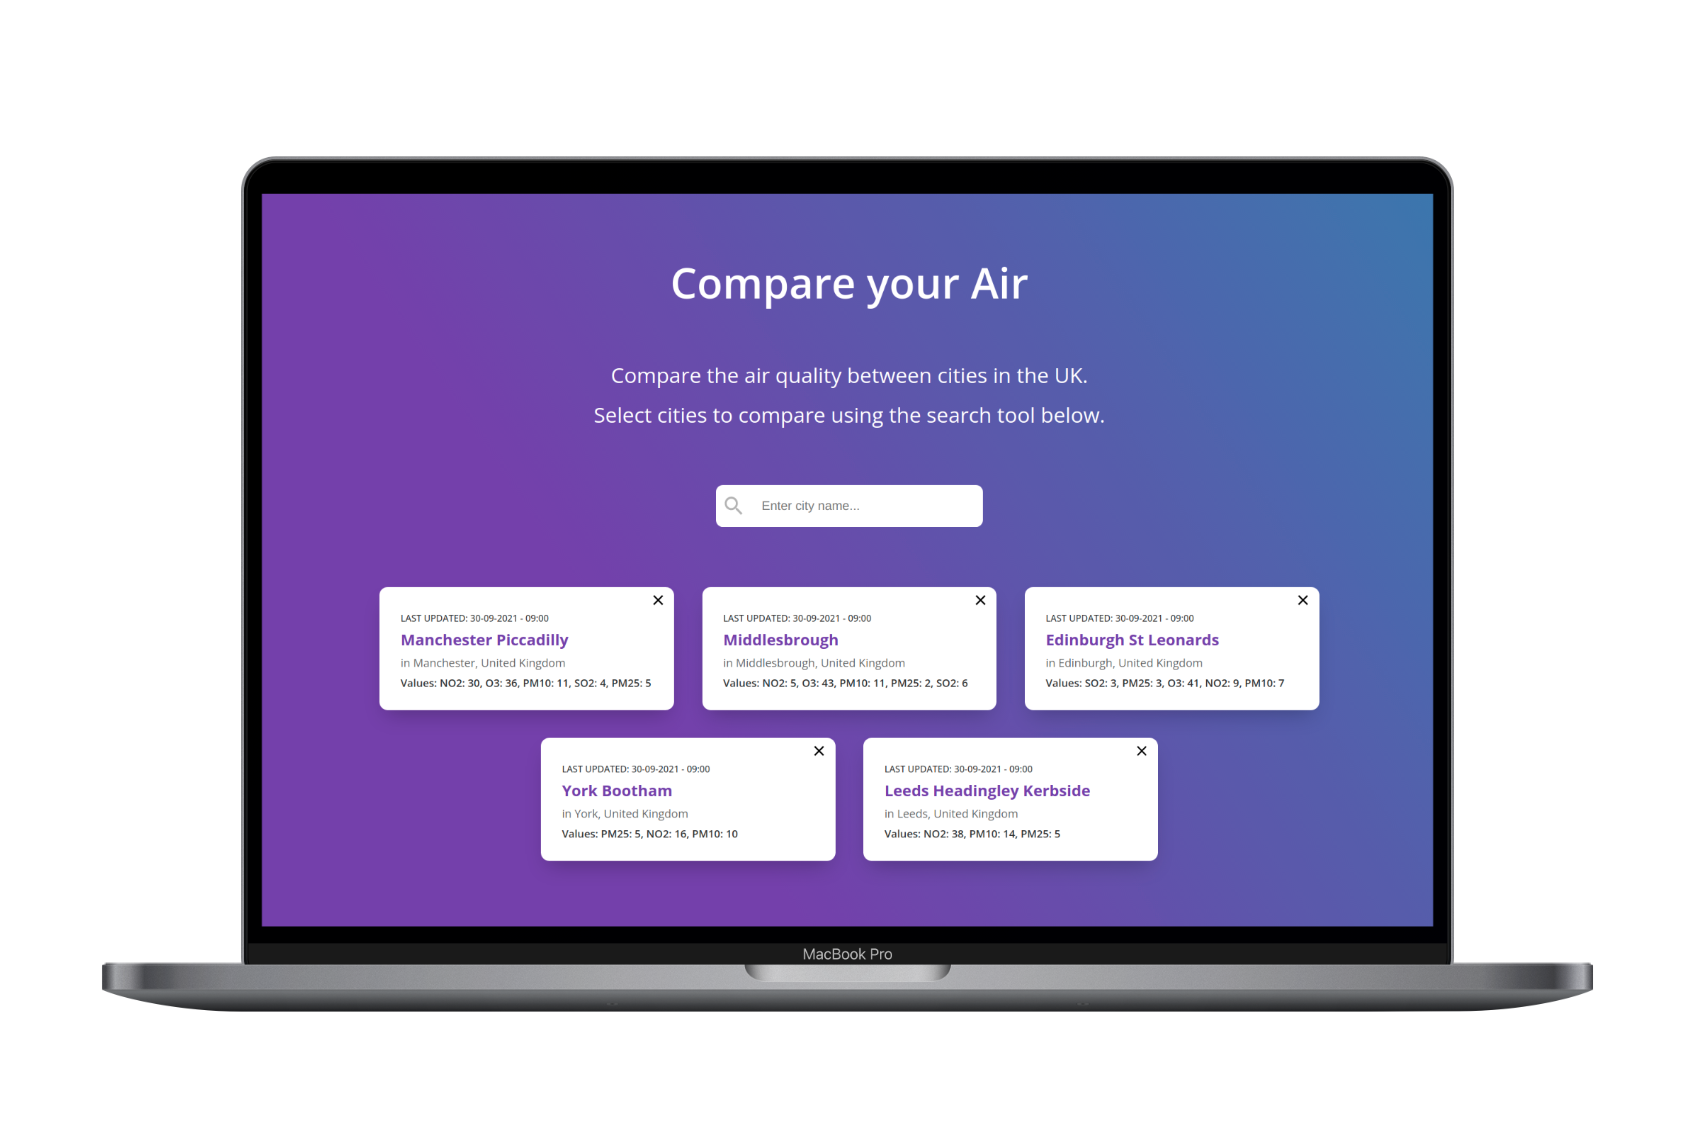 Compare your Air
Compare the air quality between cities in the UK.
Select cities to compare using the search tool below.
Enter city name...
LAST UPDATED: 30-09-2021 - 09:00
Manchester Piccadilly
in Manchester, United Kingdom
Values: NO2: 30, O3: 36, PM10: 11, SO2: 4, PM25: 5
LAST UPDATED: 30-09-2021 - 09:00
Middlesbrough
in Middlesbrough, United Kingdom
Values: NO2: 5, O3: 43, PM10: 11, PM25: 2, SO2: 6
LAST UPDATED: 30-09-2021 - 09:00
Edinburgh St Leonards
in Edinburgh, United Kingdom
Values: SO2: 3, PM25: 3, O3: 41, NO2: 9, PM10: 7
LAST UPDATED: 30-09-2021 - 09:00
York Bootham
in York, United Kingdom
Values: PM25: 5, NO2: 16, PM10: 10
LAST UPDATED: 30-09-2021 - 09:00
Leeds Headingley Kerbside
in Leeds, United Kingdom
Values: NO2: 38, PM10: 14, PM25: 5
MacBook Pro